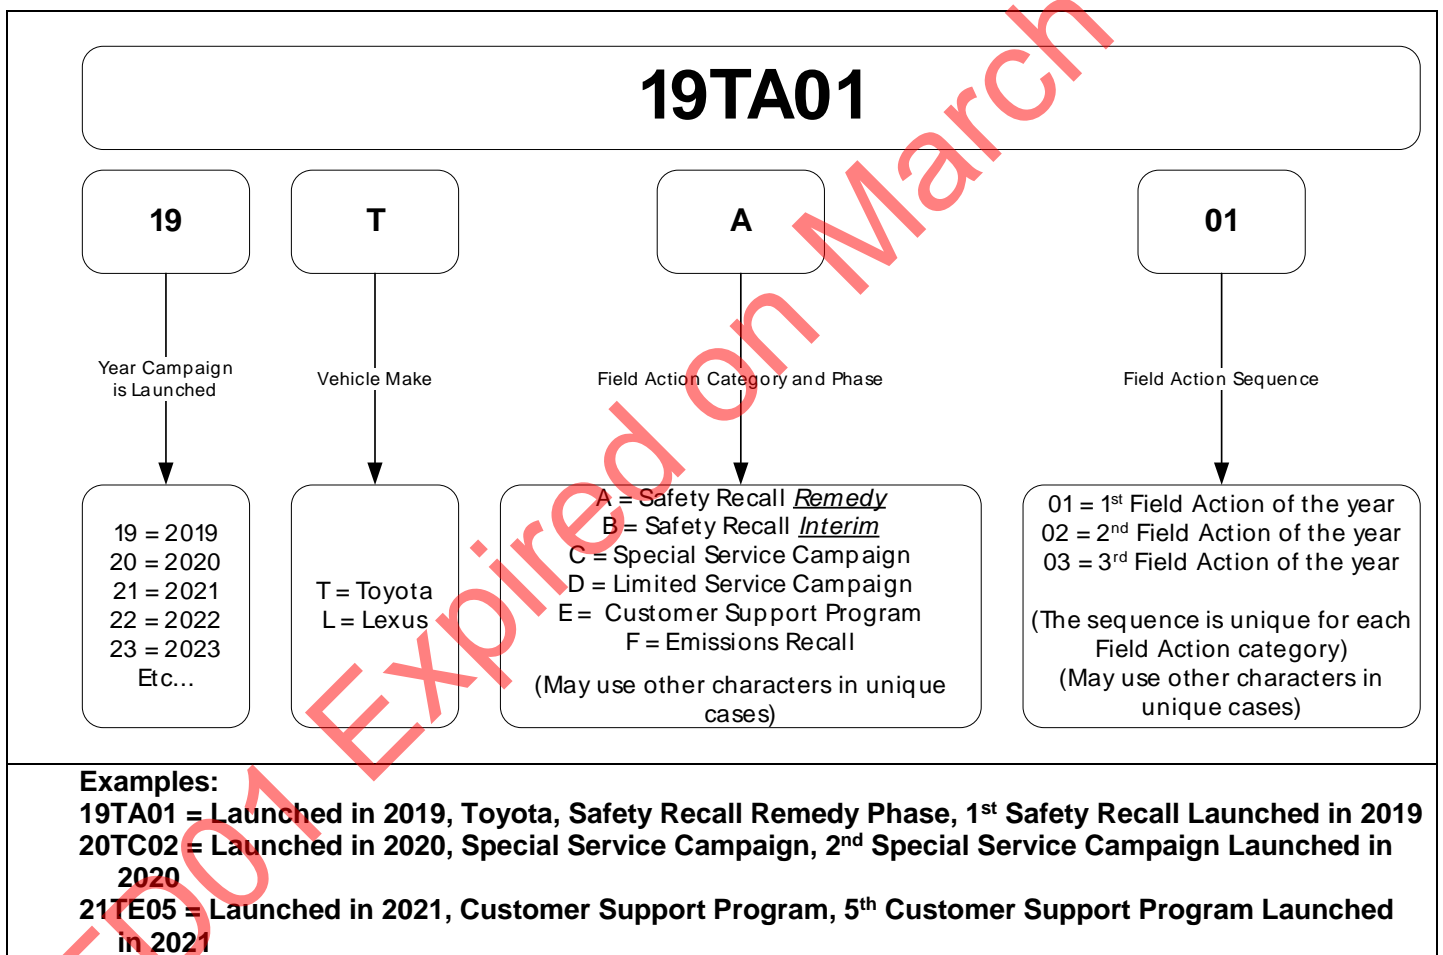 19TA01
19
T
A
01
Year Campaign
is Launched
Vehicle Make
Field Action Category and Phase
Field Action Sequence
19 = 2019
20 = 2020
21 = 2021
22 = 2022
23 = 2023
Etc...
T = Toyota
L = Lexus
A = Safety Recall Remedy
B = Safety Recall Interim
C = Special Service Campaign
D = Limited Service Campaign
E = Customer Support Program
F = Emissions Recall
(May use other characters in unique
cases)
01 = 1st Field Action of the year
02 = 2nd Field Action of the year
03 = 3rd Field Action of the year
(The sequence is unique for each
Field Action category)
(May use other characters in
unique cases)
Examples:
19TA01 = Launched in 2019, Toyota, Safety Recall Remedy Phase, 1st Safety Recall Launched in 2019
20TC02 = Launched in 2020, Special Service Campaign, 2nd Special Service Campaign Launched in
2020
21TE05 = Launched in 2021, Customer Support Program, 5th Customer Support Program Launched
in 2021
TD01 Expired on March